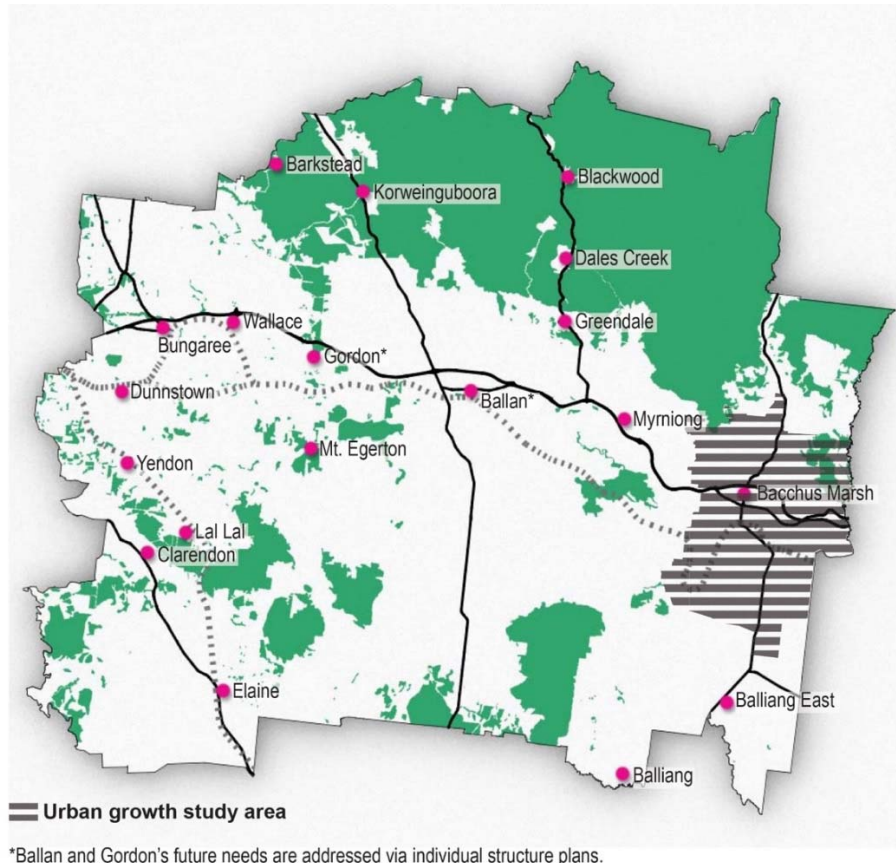 Barkstead
Blackwood
Korweinguboora
Dales Creek
Wallace
Greendale
Bungaree
Gordon*
Dunnstown
Ballan*
Myrniong
Mt. Egerton
Yendon
Bacchus Marsh
Lal Lal
Clarendon
Elaine
Balliang East
Balliang
Urban growth study area
*Ballan and Gordon's future needs are addressed via individual structure plans.